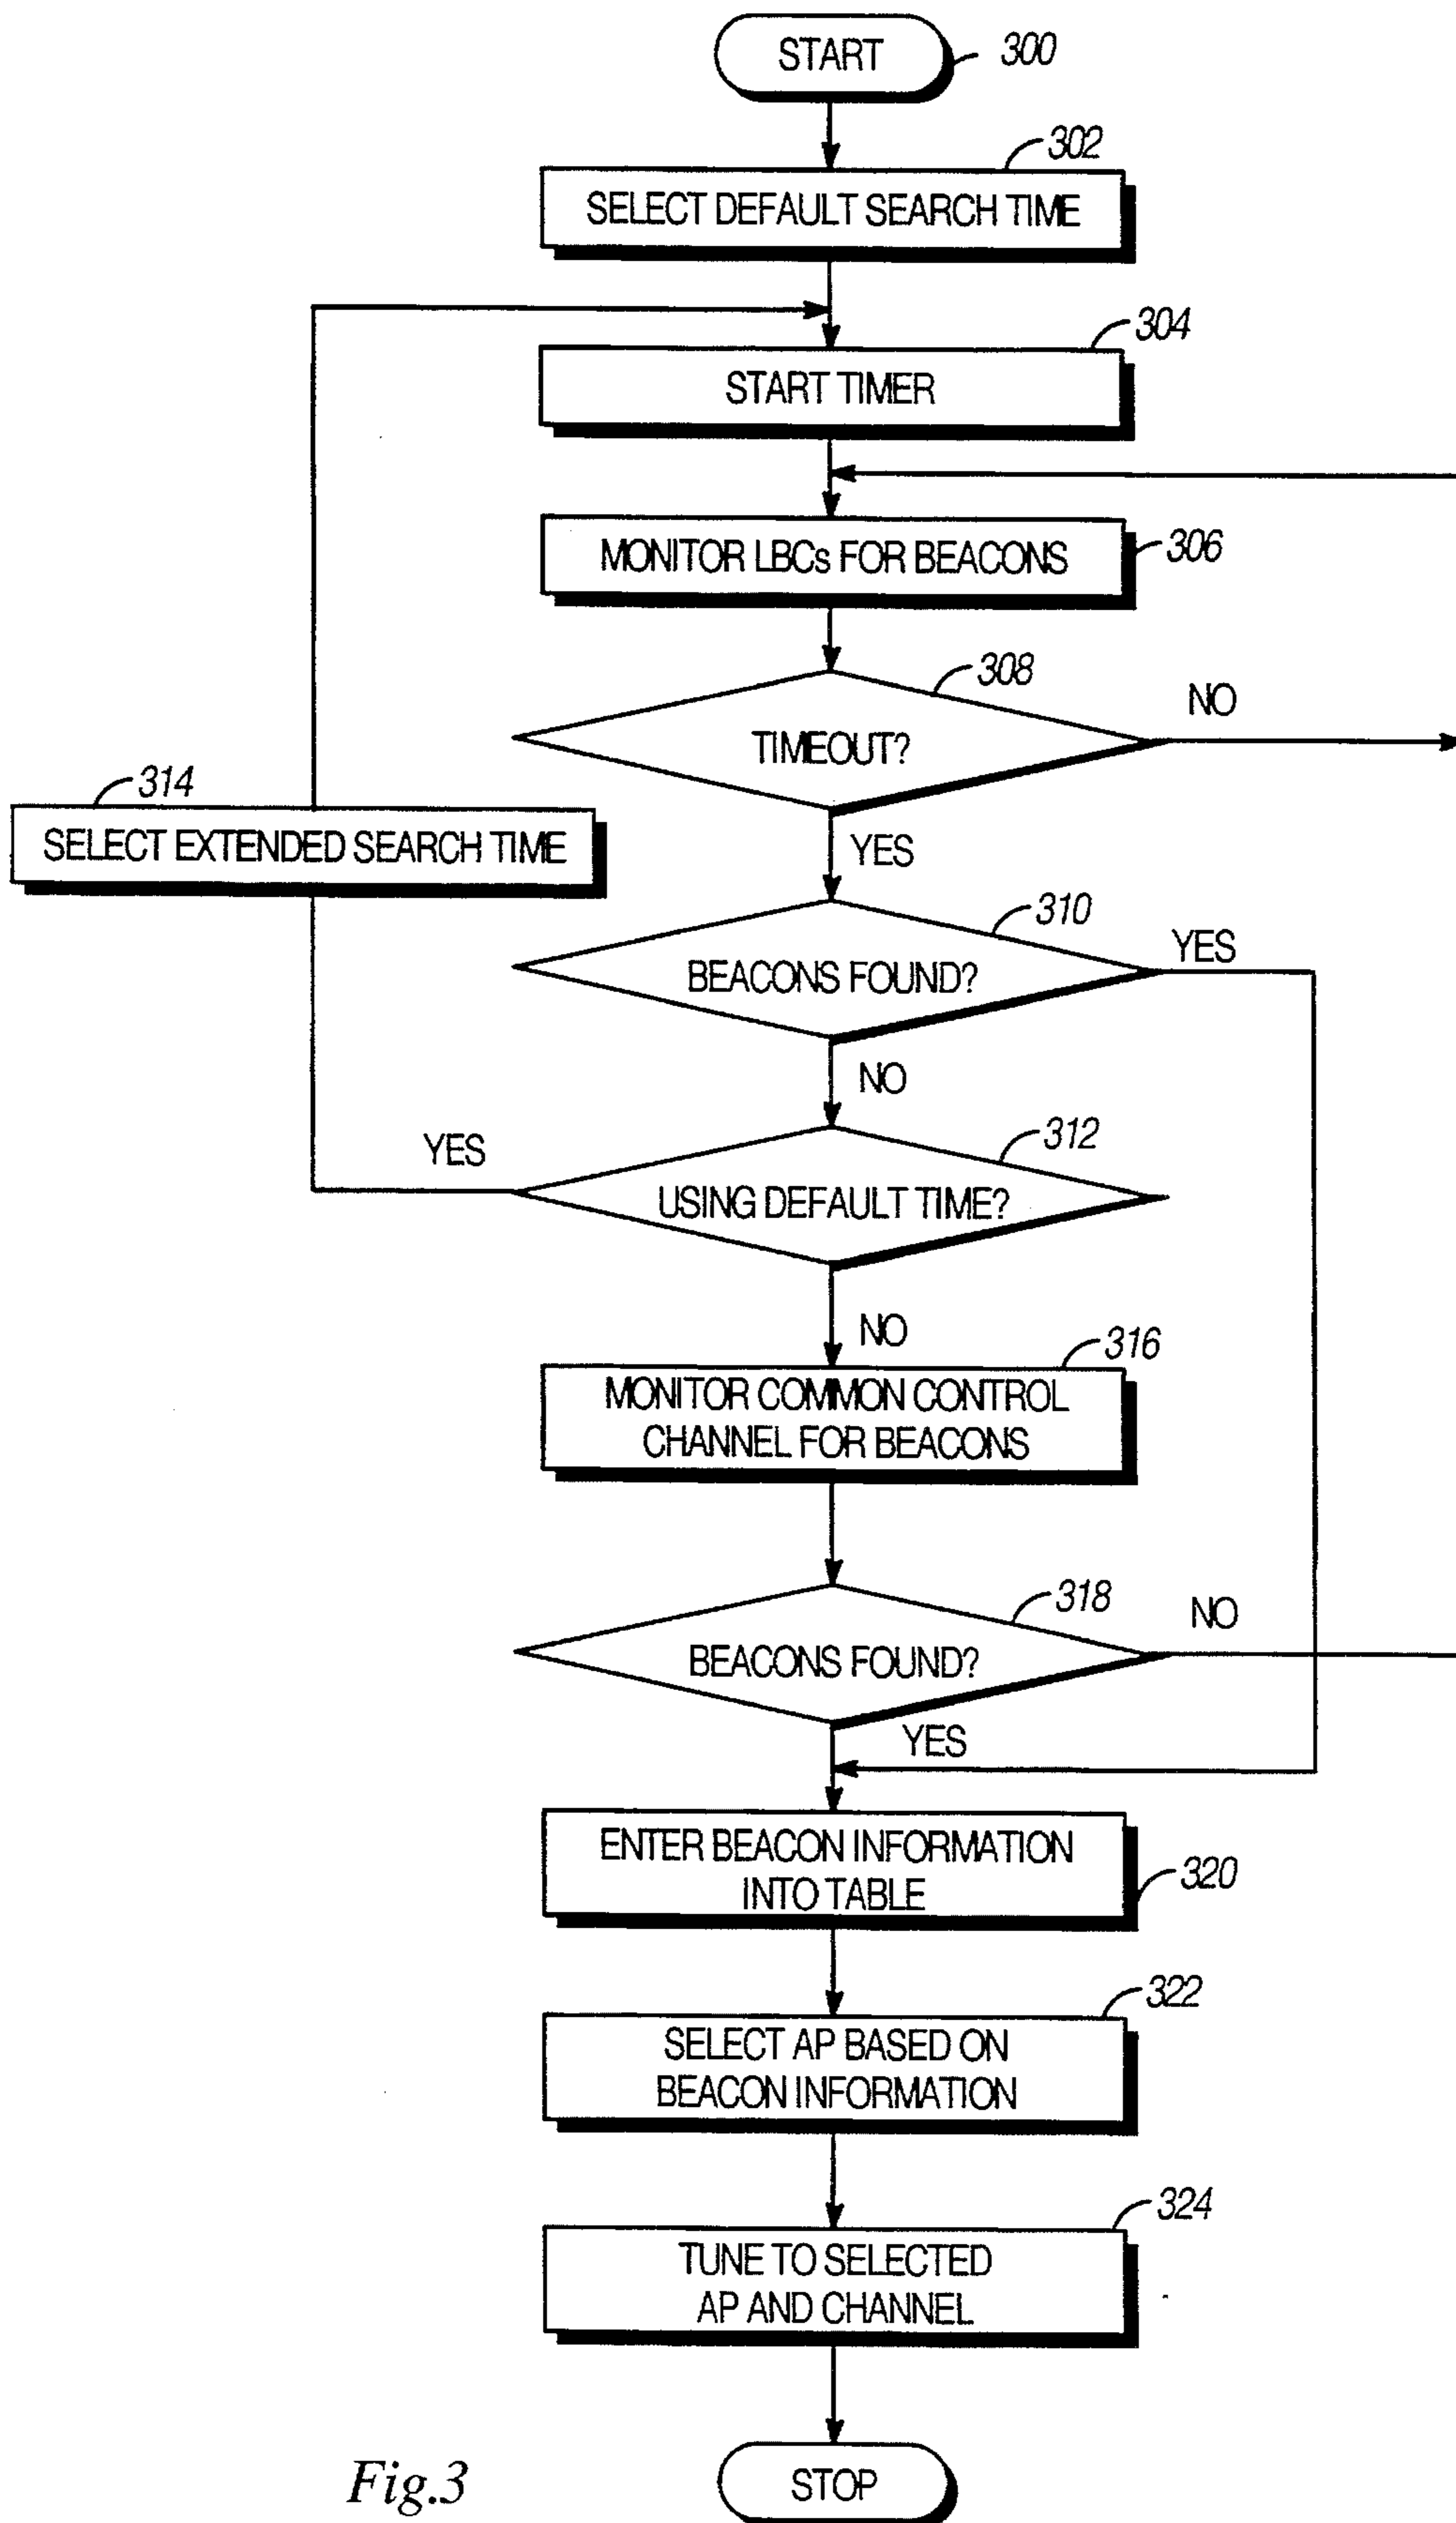 START
300
302
SELECT DEFAULT SEARCH TIME
304
START TIMER
MONITOR LBCs FOR BEACONS
306
308
TIMEOUT?
NO
314
SELECT EXTENDED SEARCH TIME
YES
310
BEACONS FOUND?
YES
NO
312
YES
USING DEFAULT TIME?
NO
316
MONITOR COMMON CONTROL
CHANNEL FOR BEACONS
318
BEACONS FOUND?
NO
YES
ENTER BEACON INFORMATION
INTO TABLE
320
322
SELECT AP BASED ON
BEACON INFORMATION
324
TUNE TO SELECTED
AP AND CHANNEL
STOP
Fig.3